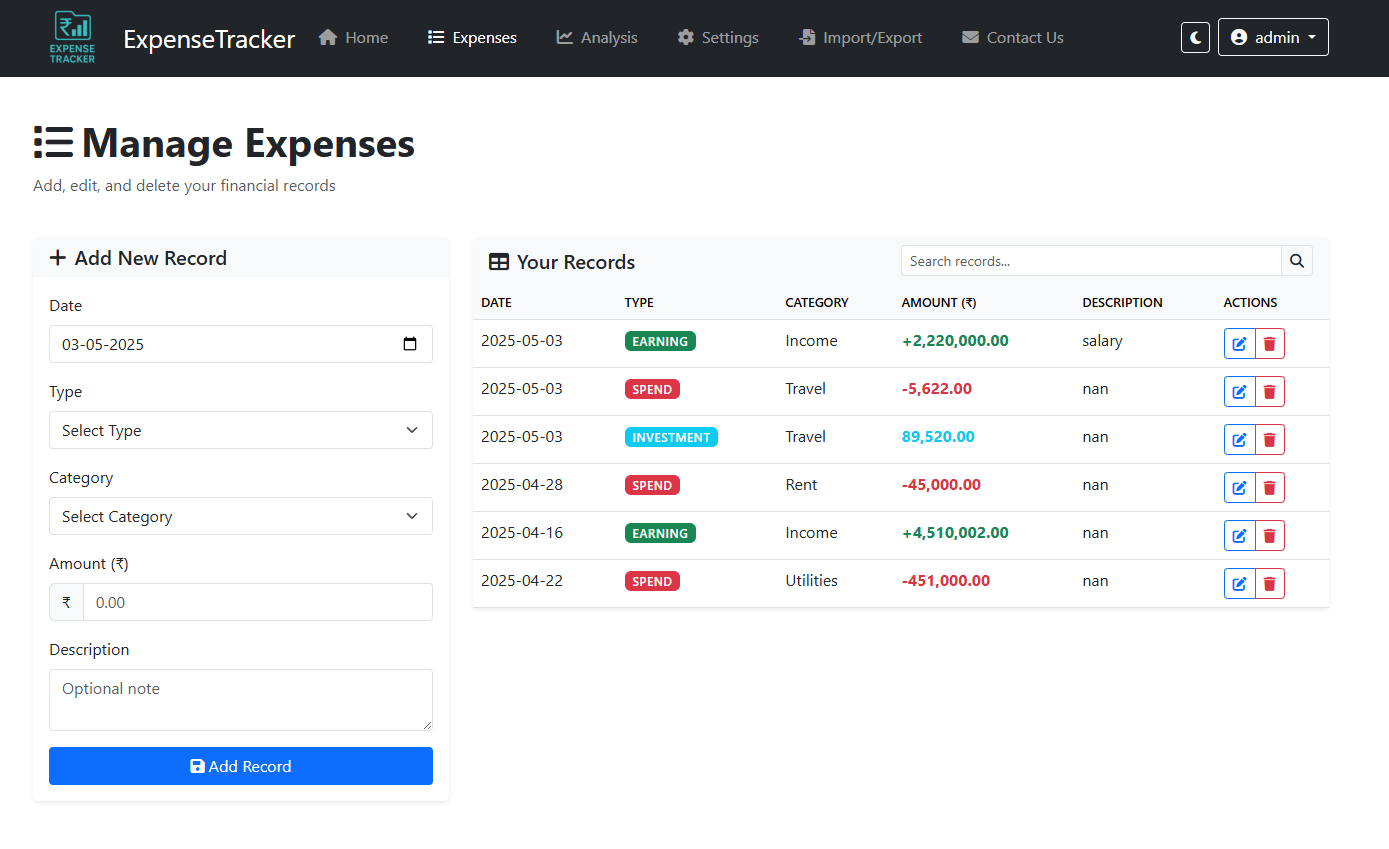 EXPENSE
TRACKER
ExpenseTracker Home Expenses Analysis Settings Import/Export Contact Us admin
Manage Expenses
Add, edit, and delete your financial records
Add New Record
Date
03-05-2025
Type
Select Type
Category
Select Category
Amount (₹)
₹ 0.00
Description
Optional note
Add Record
Your Records Search records...
DATE TYPE CATEGORY AMOUNT (₹) DESCRIPTION ACTIONS
2025-05-03 EARNING Income +2,220,000.00 salary
2025-05-03 SPEND Travel -5,622.00 nan
2025-05-03 INVESTMENT Travel 89,520.00 nan
2025-04-28 SPEND Rent -45,000.00 nan
2025-04-16 EARNING Income +4,510,002.00 nan
2025-04-22 SPEND Utilities -451,000.00 nan